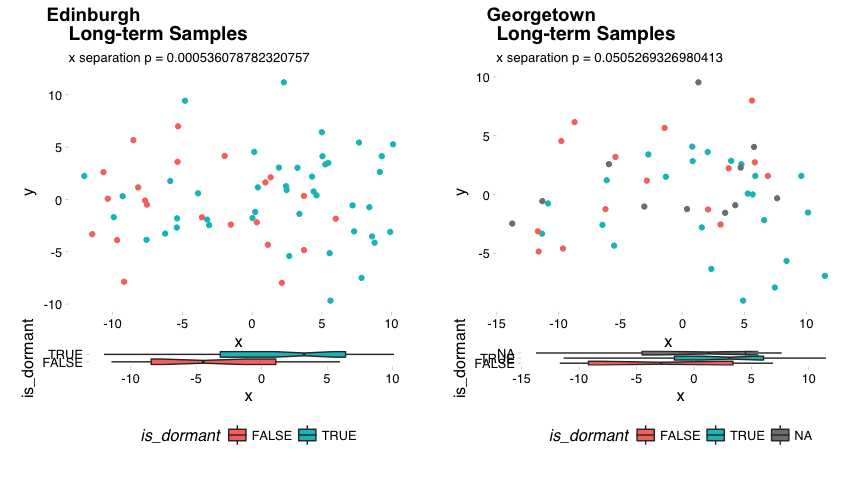 Edinburgh
Long-term Samples
x separation p = 0.000536078782320757
10
5
0
-5
-10
y
-10 -5 0 5 10
x
TRUE
FALSE
is_dormant
-10 -5 0 5 10
x
is_dormant FALSE TRUE
Georgetown
Long-term Samples
x separation p = 0.0505269326980413
10
5
0
-5
y
-15 -10 -5 0 5 10
x
NA
TRUE
FALSE
is_dormant
-15 -10 -5 0 5 10
x
is_dormant FALSE TRUE NA